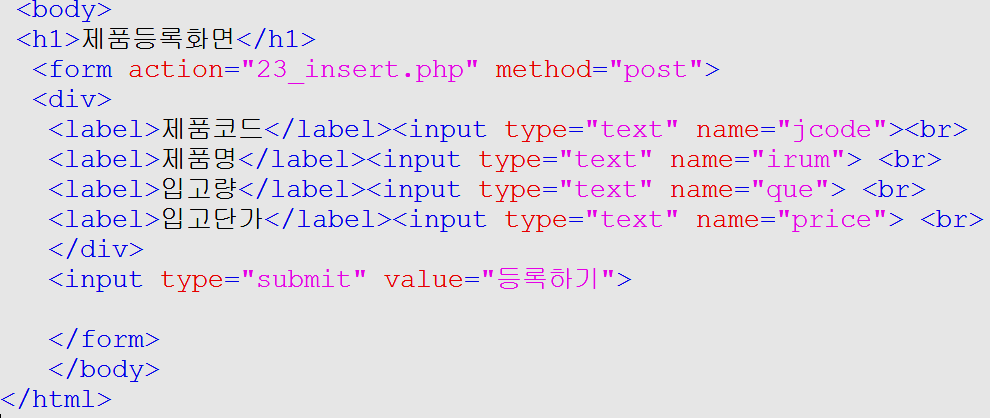 <body>
<h1>제품등록화면</h1>
<form action="23_insert.php" method="post">
<div>
<label>제품코드</label><input type="text" name="jcode"><br>
<label>제품명</label><input type="text" name="irum"> <br>
<label>입고량</label><input type="text" name="que"> <br>
<label>입고단가</label><input type="text" name="price"> <br>
</div>
<input type="submit" value="등록하기">
</form>
</body>
</html>